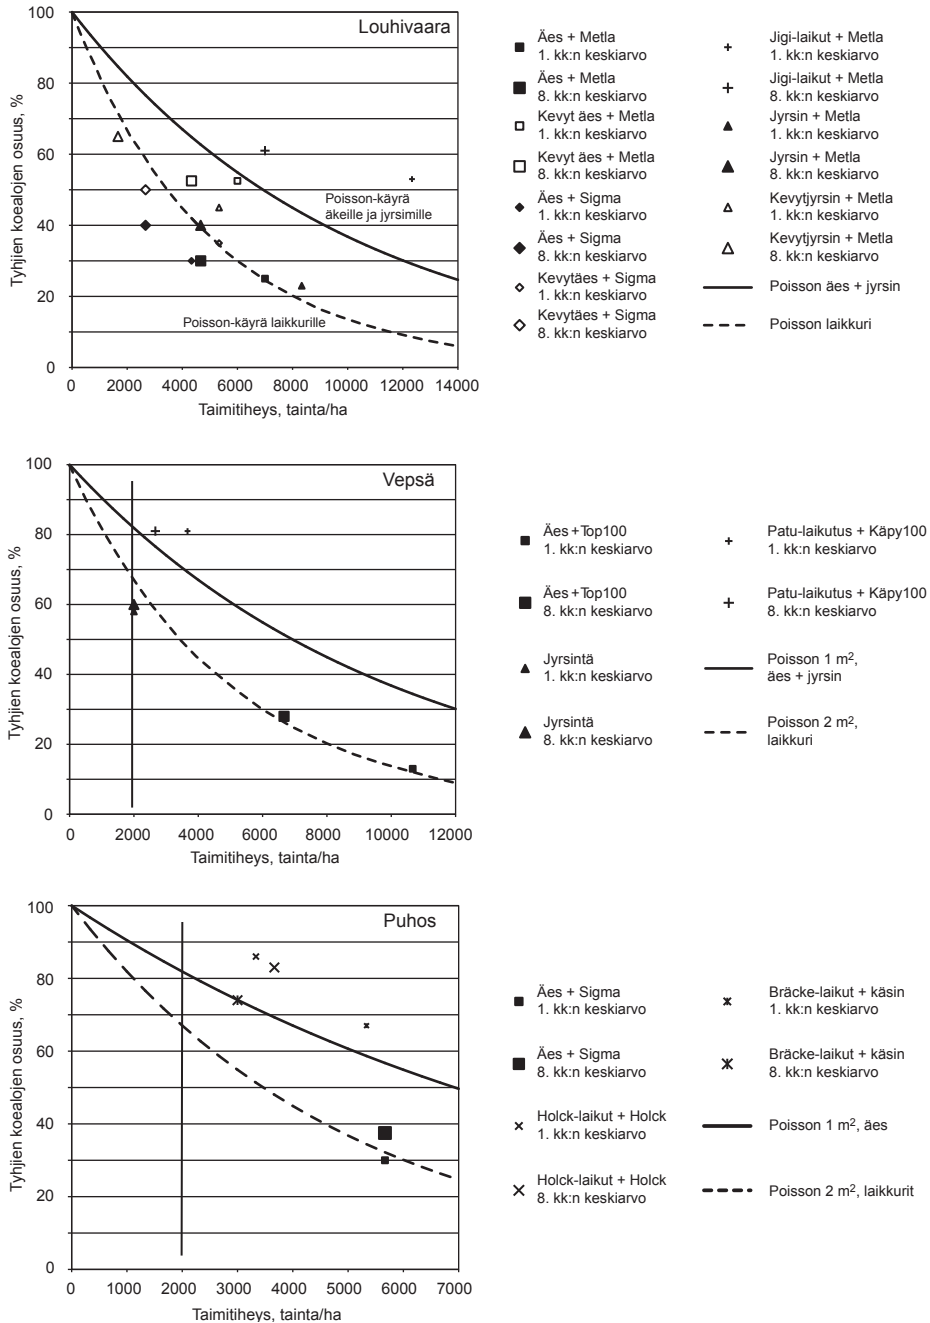 Louhivaara
Tyhjien koealojen osuus, %
100
80
60
40
20
0
Poisson-käyrä
äkeille ja jyrsimille
Poisson-käyrä laikkurille
0 2000 4000 6000 8000 10000 12000 14000
Taimitiheys, tainta/ha
Äes + Metla
1. kk:n keskiarvo
Äes + Metla
8. kk:n keskiarvo
Kevyt äes + Metla
1. kk:n keskiarvo
Kevyt äes + Metla
8. kk:n keskiarvo
Äes + Sigma
1. kk:n keskiarvo
Äes + Sigma
8. kk:n keskiarvo
Kevytäes + Sigma
1. kk:n keskiarvo
Kevytäes + Sigma
8. kk:n keskiarvo
Jigi-laikut + Metla
1. kk:n keskiarvo
Jigi-laikut + Metla
8. kk:n keskiarvo
Jyrsin + Metla
1. kk:n keskiarvo
Jyrsin + Metla
8. kk:n keskiarvo
Kevytjyrsin + Metla
1. kk:n keskiarvo
Kevytjyrsin + Metla
8. kk:n keskiarvo
Poisson äes + jyrsin
Poisson laikkuri
Vepsä
Tyhjien koealojen osuus, %
100
80
60
40
20
0
0 2000 4000 6000 8000 10000 12000
Taimitiheys, tainta/ha
Äes +Top100
1. kk:n keskiarvo
Äes +Top100
8. kk:n keskiarvo
Jyrsintä
1. kk:n keskiarvo
Jyrsintä
8. kk:n keskiarvo
Patu-laikutus + Käpy100
1. kk:n keskiarvo
Patu-laikutus + Käpy100
8. kk:n keskiarvo
Poisson 1 m²,
äes + jyrsin
Poisson 2 m²,
laikkuri
Puhos
Tyhjien koealojen osuus, %
100
80
60
40
20
0
0 1000 2000 3000 4000 5000 6000 7000
Taimitiheys, tainta/ha
Äes + Sigma
1. kk:n keskiarvo
Äes + Sigma
8. kk:n keskiarvo
Holck-laikut + Holck
1. kk:n keskiarvo
Holck-laikut + Holck
8. kk:n keskiarvo
Bräcke-laikut + käsin
1. kk:n keskiarvo
Bräcke-laikut + käsin
8. kk:n keskiarvo
Poisson 1 m², äes
Poisson 2 m², laikkurit